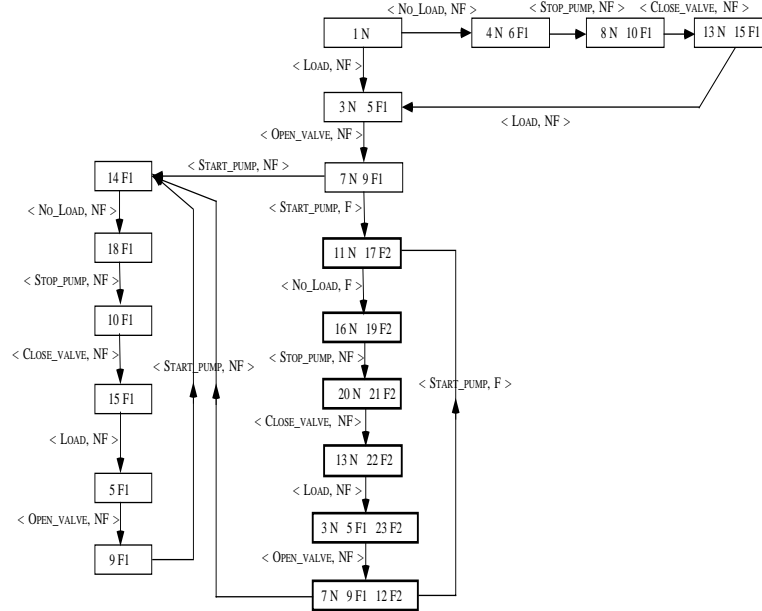 < NO_LOAD, NF > < STOP_PUMP, NF> < CLOSE_VALVE, NF>
1 N 4 N 6 F1 8 N 10 F1 13 N 15 F1
< LOAD, NF >
3 N 5 F1
< LOAD, NF >
< OPEN_VALVE, NF >
< START_PUMP, NF>
14 F1 7 N 9 F1
< NO_LOAD, NF> < START_PUMP, F>
18 F1 11 N 17 F2
< STOP_PUMP, NF> < NO_LOAD, F >
10 F1 16 N 19 F2
< CLOSE_VALVE, NF> < STOP_PUMP, NF>
< START_PUMP, NF >
15 F1 20 N 21 F2 < START_PUMP, F >
< CLOSE_VALVE, NF>
< LOAD, NF > 13 N 22 F2
5 F1 < LOAD, NF>
< OPEN_VALVE, NF > 3 N 5 F1 23 F2
9 F1 < OPEN_VALVE, NF >
7 N 9 F1 12 F2